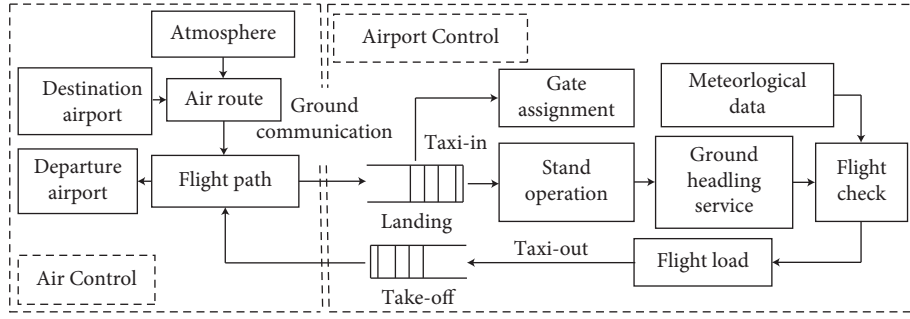 Atmosphere
Destination
airport
Air route
Departure
airport
Flight path
Air Control
Ground
communication
Airport Control
Gate
assignment
Meteorlogical
data
Taxi-in
Landing
Stand
operation
Ground
headling
service
Flight
check
Taxi-out
Flight load
Take-off